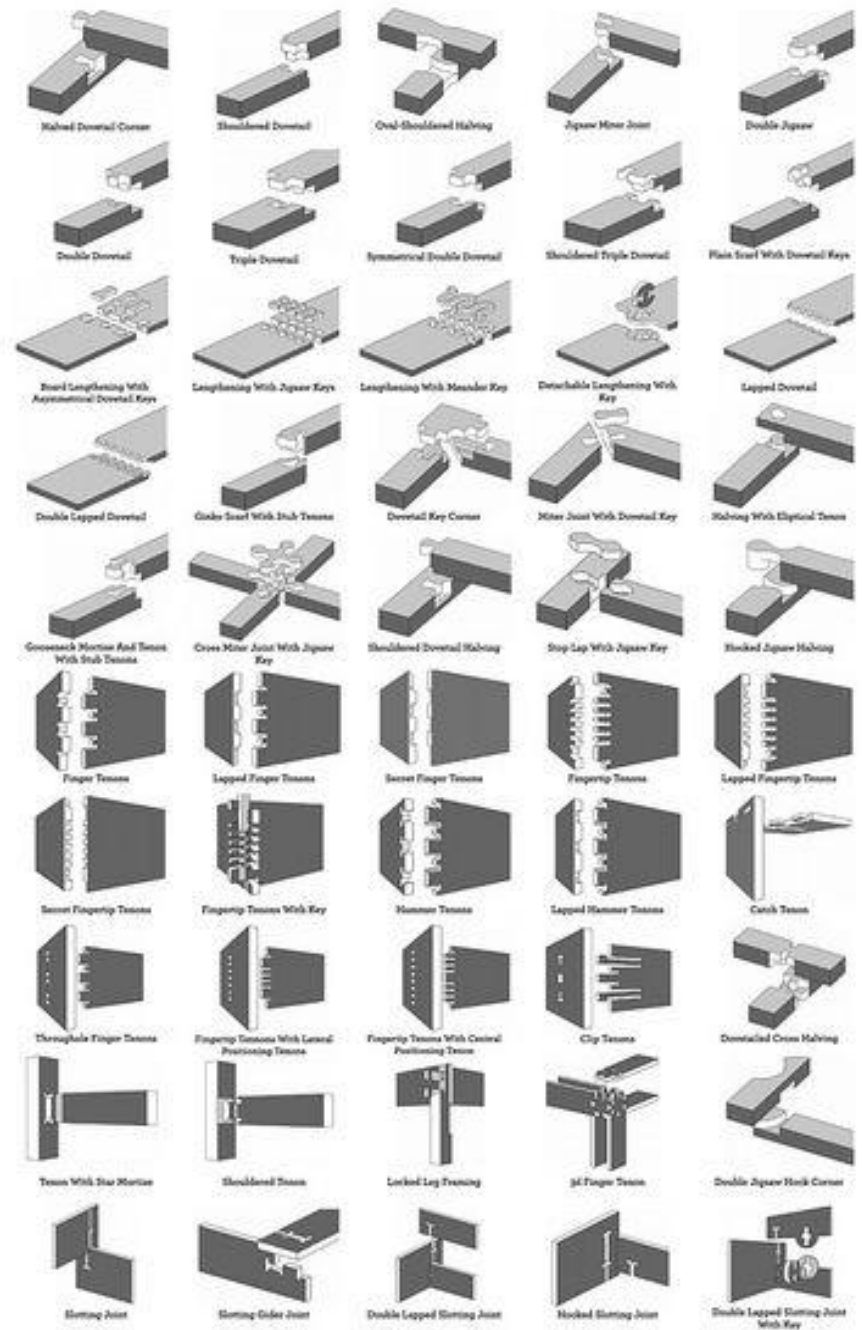 Halved Dovetail Corner
Shouldered Dovetail
Oval-Shouldered Halving
Jigsaw Miter Joint
Double Jigsaw
Double Dovetail
Triple Dovetail
Symmetrical Double Dovetail
Shouldered Triple Dovetail
Plain Scarf With Dovetail Keys
Board Lengthening With
Asymmetrical Dovetail Keys
Lengthening With Jigsaw Keys
Lengthening With Meander Key
Detachable Lengthening With
Key
Lapped Dovetail
Double Lapped Dovetail
Ginko Scarf With Stub Tenons
Dovetail Key Corner
Miter Joint With Dovetail Key
Halving With Eliptical Tenon
Gooseneck Mortise And Tenon
With Stub Tenons
Cross Miter Joint With Jigsaw
Key
Shouldered Dovetail Halving
Stop Lap With Jigsaw Key
Hooked Jigsaw Halving
Finger Tenons
Lapped Finger Tenons
Secret Finger Tenons
Fingertip Tenons
Lapped Fingertip Tenons
Secret Fingertip Tenons
Fingertip Tenons With Key
Hammer Tenons
Lapped Hammer Tenons
Catch Tenon
Throughole Finger Tenons
Fingertip Tennons With Lateral
Positioning Tenons
Fingertip Tenons With Central
Positioning Tenon
Clip Tenons
Dovetailed Cross Halving
Tenon With Star Mortise
Shouldered Tenon
Locked Leg Framing
3d Finger Tenon
Double Jigsaw Hook Corner
Slotting Joint
Slotting Gider Joint
Double Lapped Slotting Joint
Hooked Slotting Joint
Double Lapped Slotting Joint
With Key